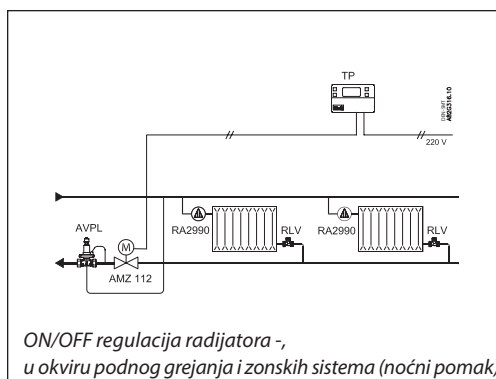 TP
DEN-SMT
A825316.10
220 V
AVPL
M
RA2990
RLV
RA2990
RLV
AMZ 112
ON/OFF regulacija radijatora -,
u okviru podnog grejanja i zonskih sistema (noćni pomak)